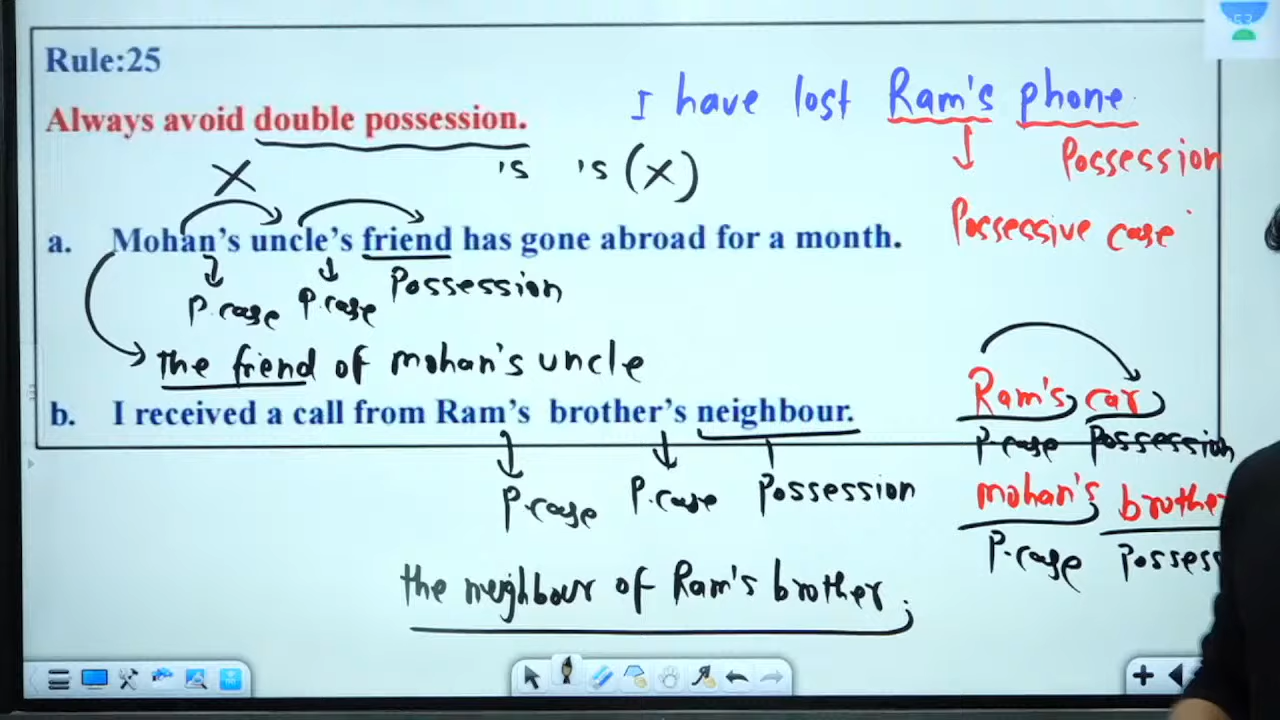 53
Rule:25
I have lost Ram's phone.
Always avoid double possession.
X 's 's (X)
Possession
Possessive case
a. Mohan's uncle's friend has gone abroad for a month.
P.case P.case Possession
the friend of mohan's uncle
Ram's car
b. I received a call from Ram's brother's neighbour.
P.case Possession
P.case P.case Possession
mohan's brother
P.case Possess
the neighbour of Ram's brother.